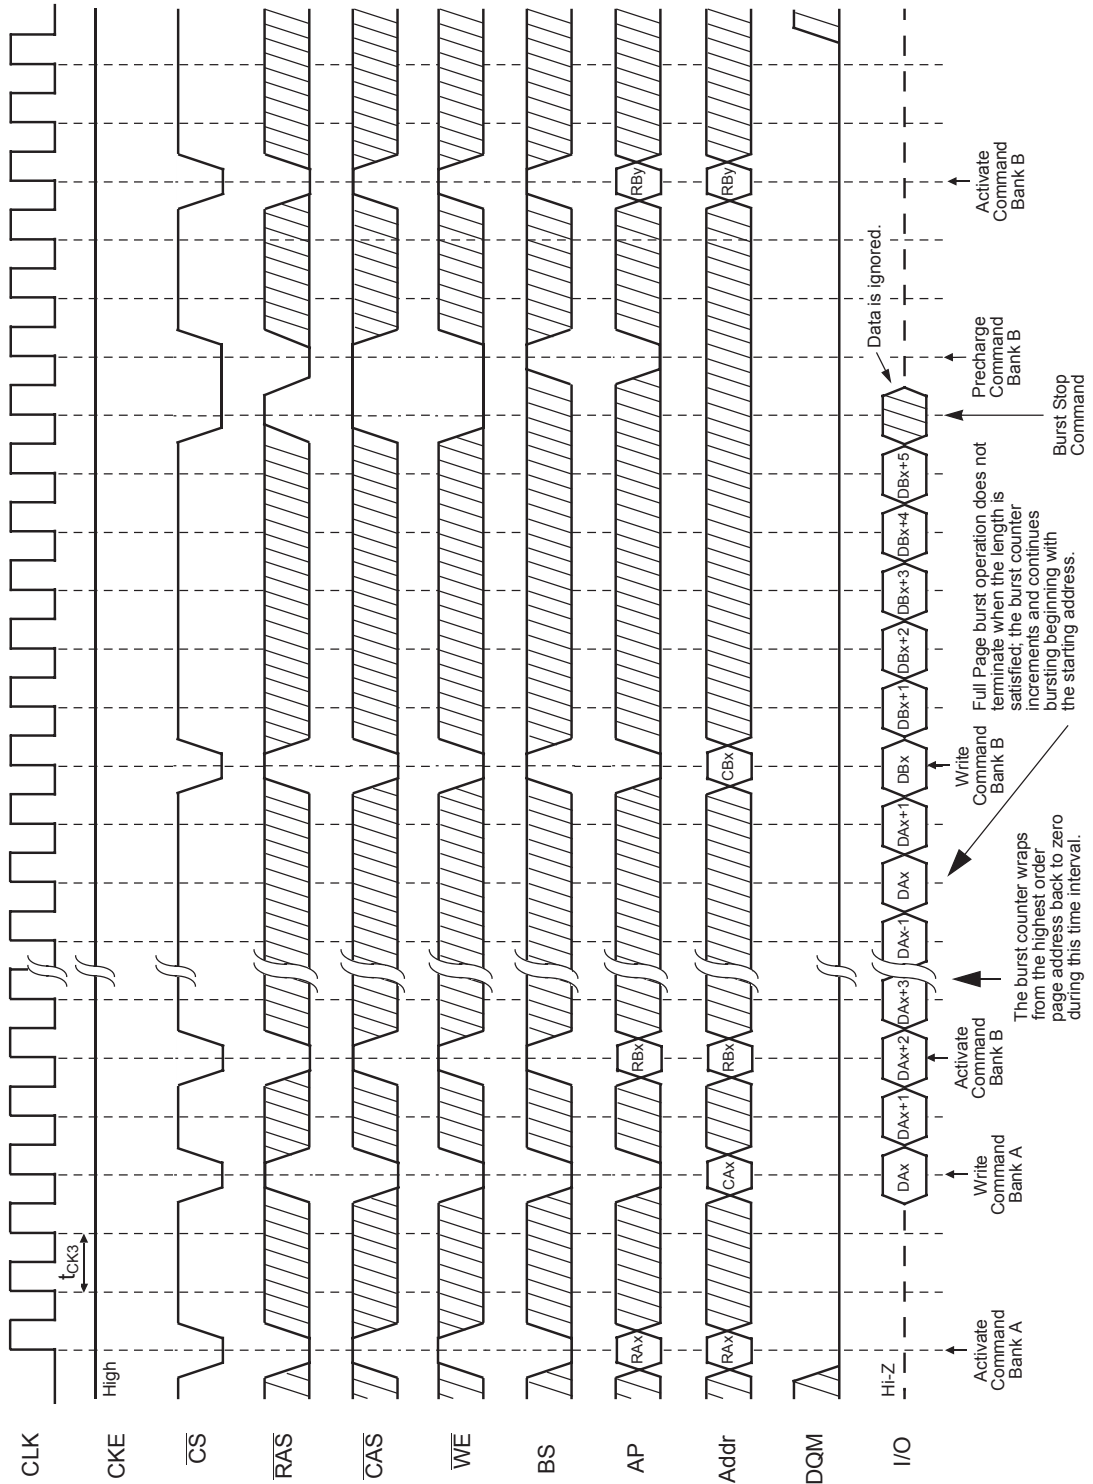 CLK
tCK3
CKE
High
CS
RAS
CAS
WE
BS
AP
RAx
RBx
RBy
Addr
RAx
CAx
RBx
CBx
RBy
DQM
I/O
Hi-Z
DAx
DAx+1
DAx+2
DAx+3
DAx-1
DAx
DAx+1
DBx
DBx+1
DBx+2
DBx+3
DBx+4
DBx+5
Data is ignored.
Activate
Command
Bank A
Write
Command
Bank A
Activate
Command
Bank B
The burst counter wraps
from the highest order
page address back to zero
during this time interval.
Write
Command
Bank B
Full Page burst operation does not
terminate when the length is
satisfied; the burst counter
increments and continues
bursting beginning with
the starting address.
Burst Stop
Command
Precharge
Command
Bank B
Activate
Command
Bank B